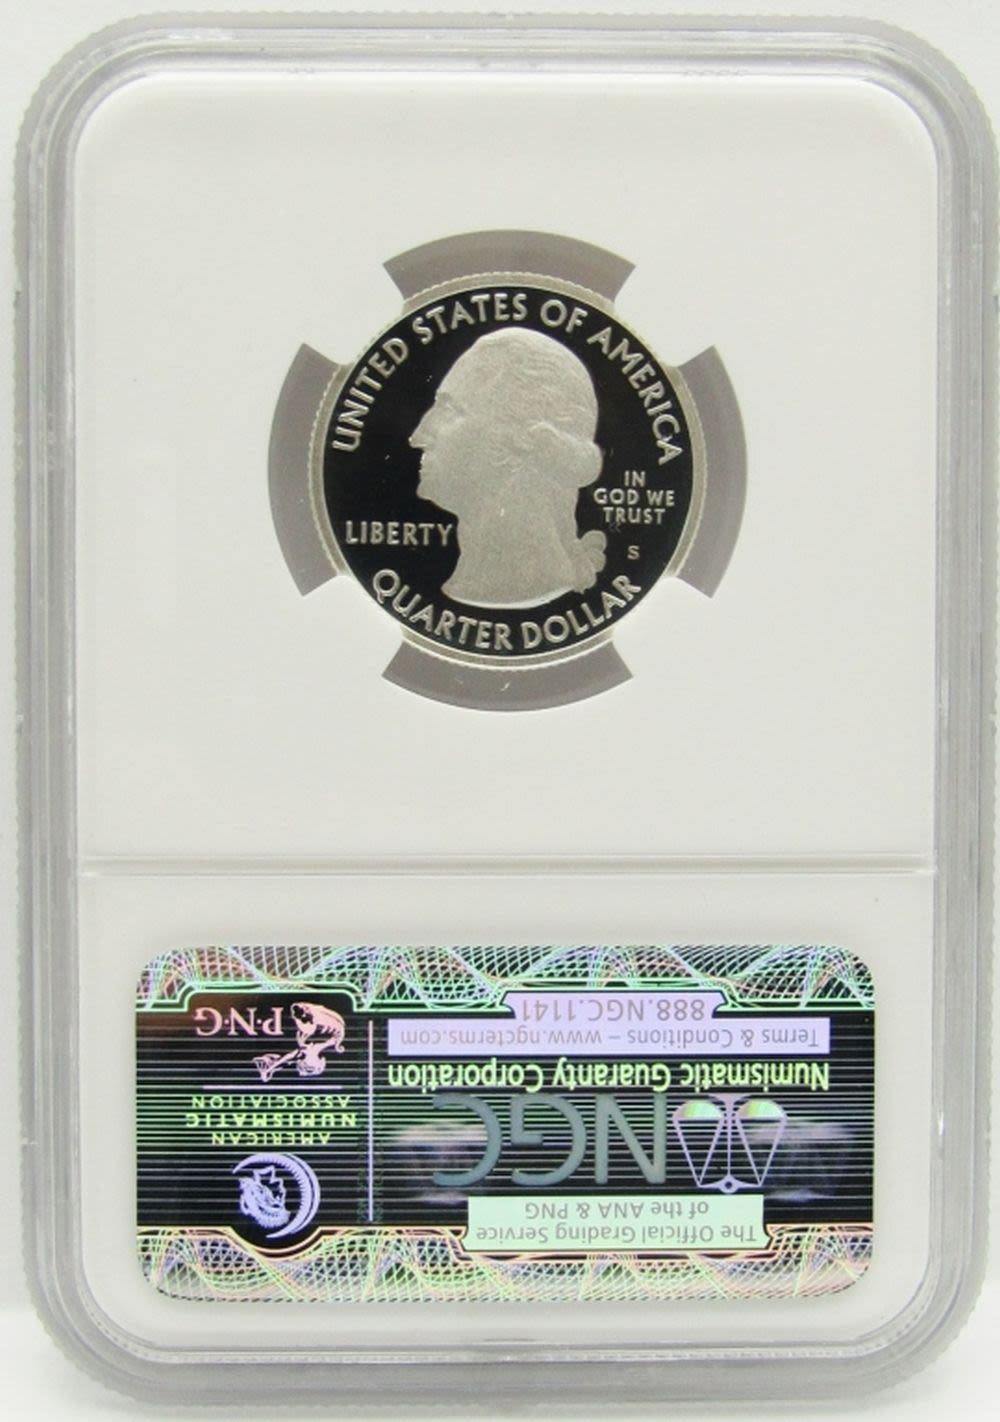 UNITED STATES OF AMERICA
IN
GOD WE
TRUST
LIBERTY
S
QUARTER DOLLAR
The Official Grading Service
of the ANA & PNG
NGC
Numismatic Guaranty Corporation
Terms & Conditions – www.ngcterms.com
888.NGC.1141
AMERICAN
NUMISMATIC
ASSOCIATION
P·N·G